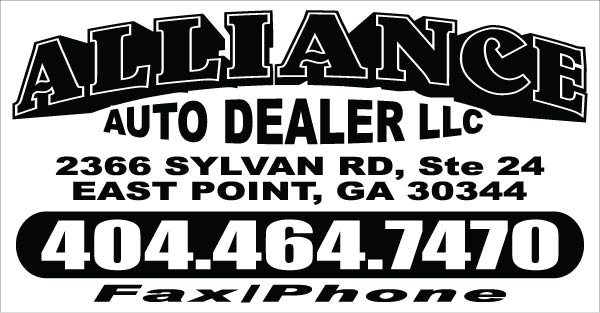 ALLIANCE
AUTO DEALER LLC
2366 SYLVAN RD, Ste 24
EAST POINT, GA 30344
404.464.7470
Fax/Phone